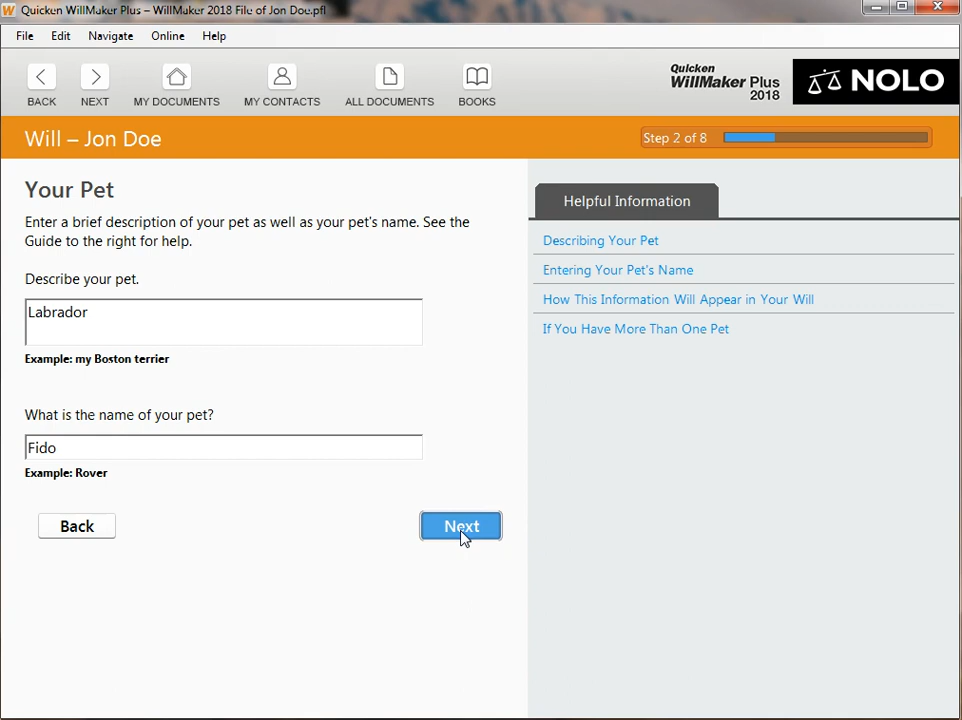 Quicken WillMaker Plus – WillMaker 2018 File of Jon Doe.pfl
File Edit Navigate Online Help
BACK NEXT MY DOCUMENTS MY CONTACTS ALL DOCUMENTS BOOKS
Quicken
WillMaker Plus
2018
NOLO
Will – Jon Doe
Step 2 of 8
Your Pet
Enter a brief description of your pet as well as your pet's name. See the
Guide to the right for help.
Describe your pet.
Labrador
Example: my Boston terrier
What is the name of your pet?
Fido
Example: Rover
Back
Next
Helpful Information
Describing Your Pet
Entering Your Pet's Name
How This Information Will Appear in Your Will
If You Have More Than One Pet